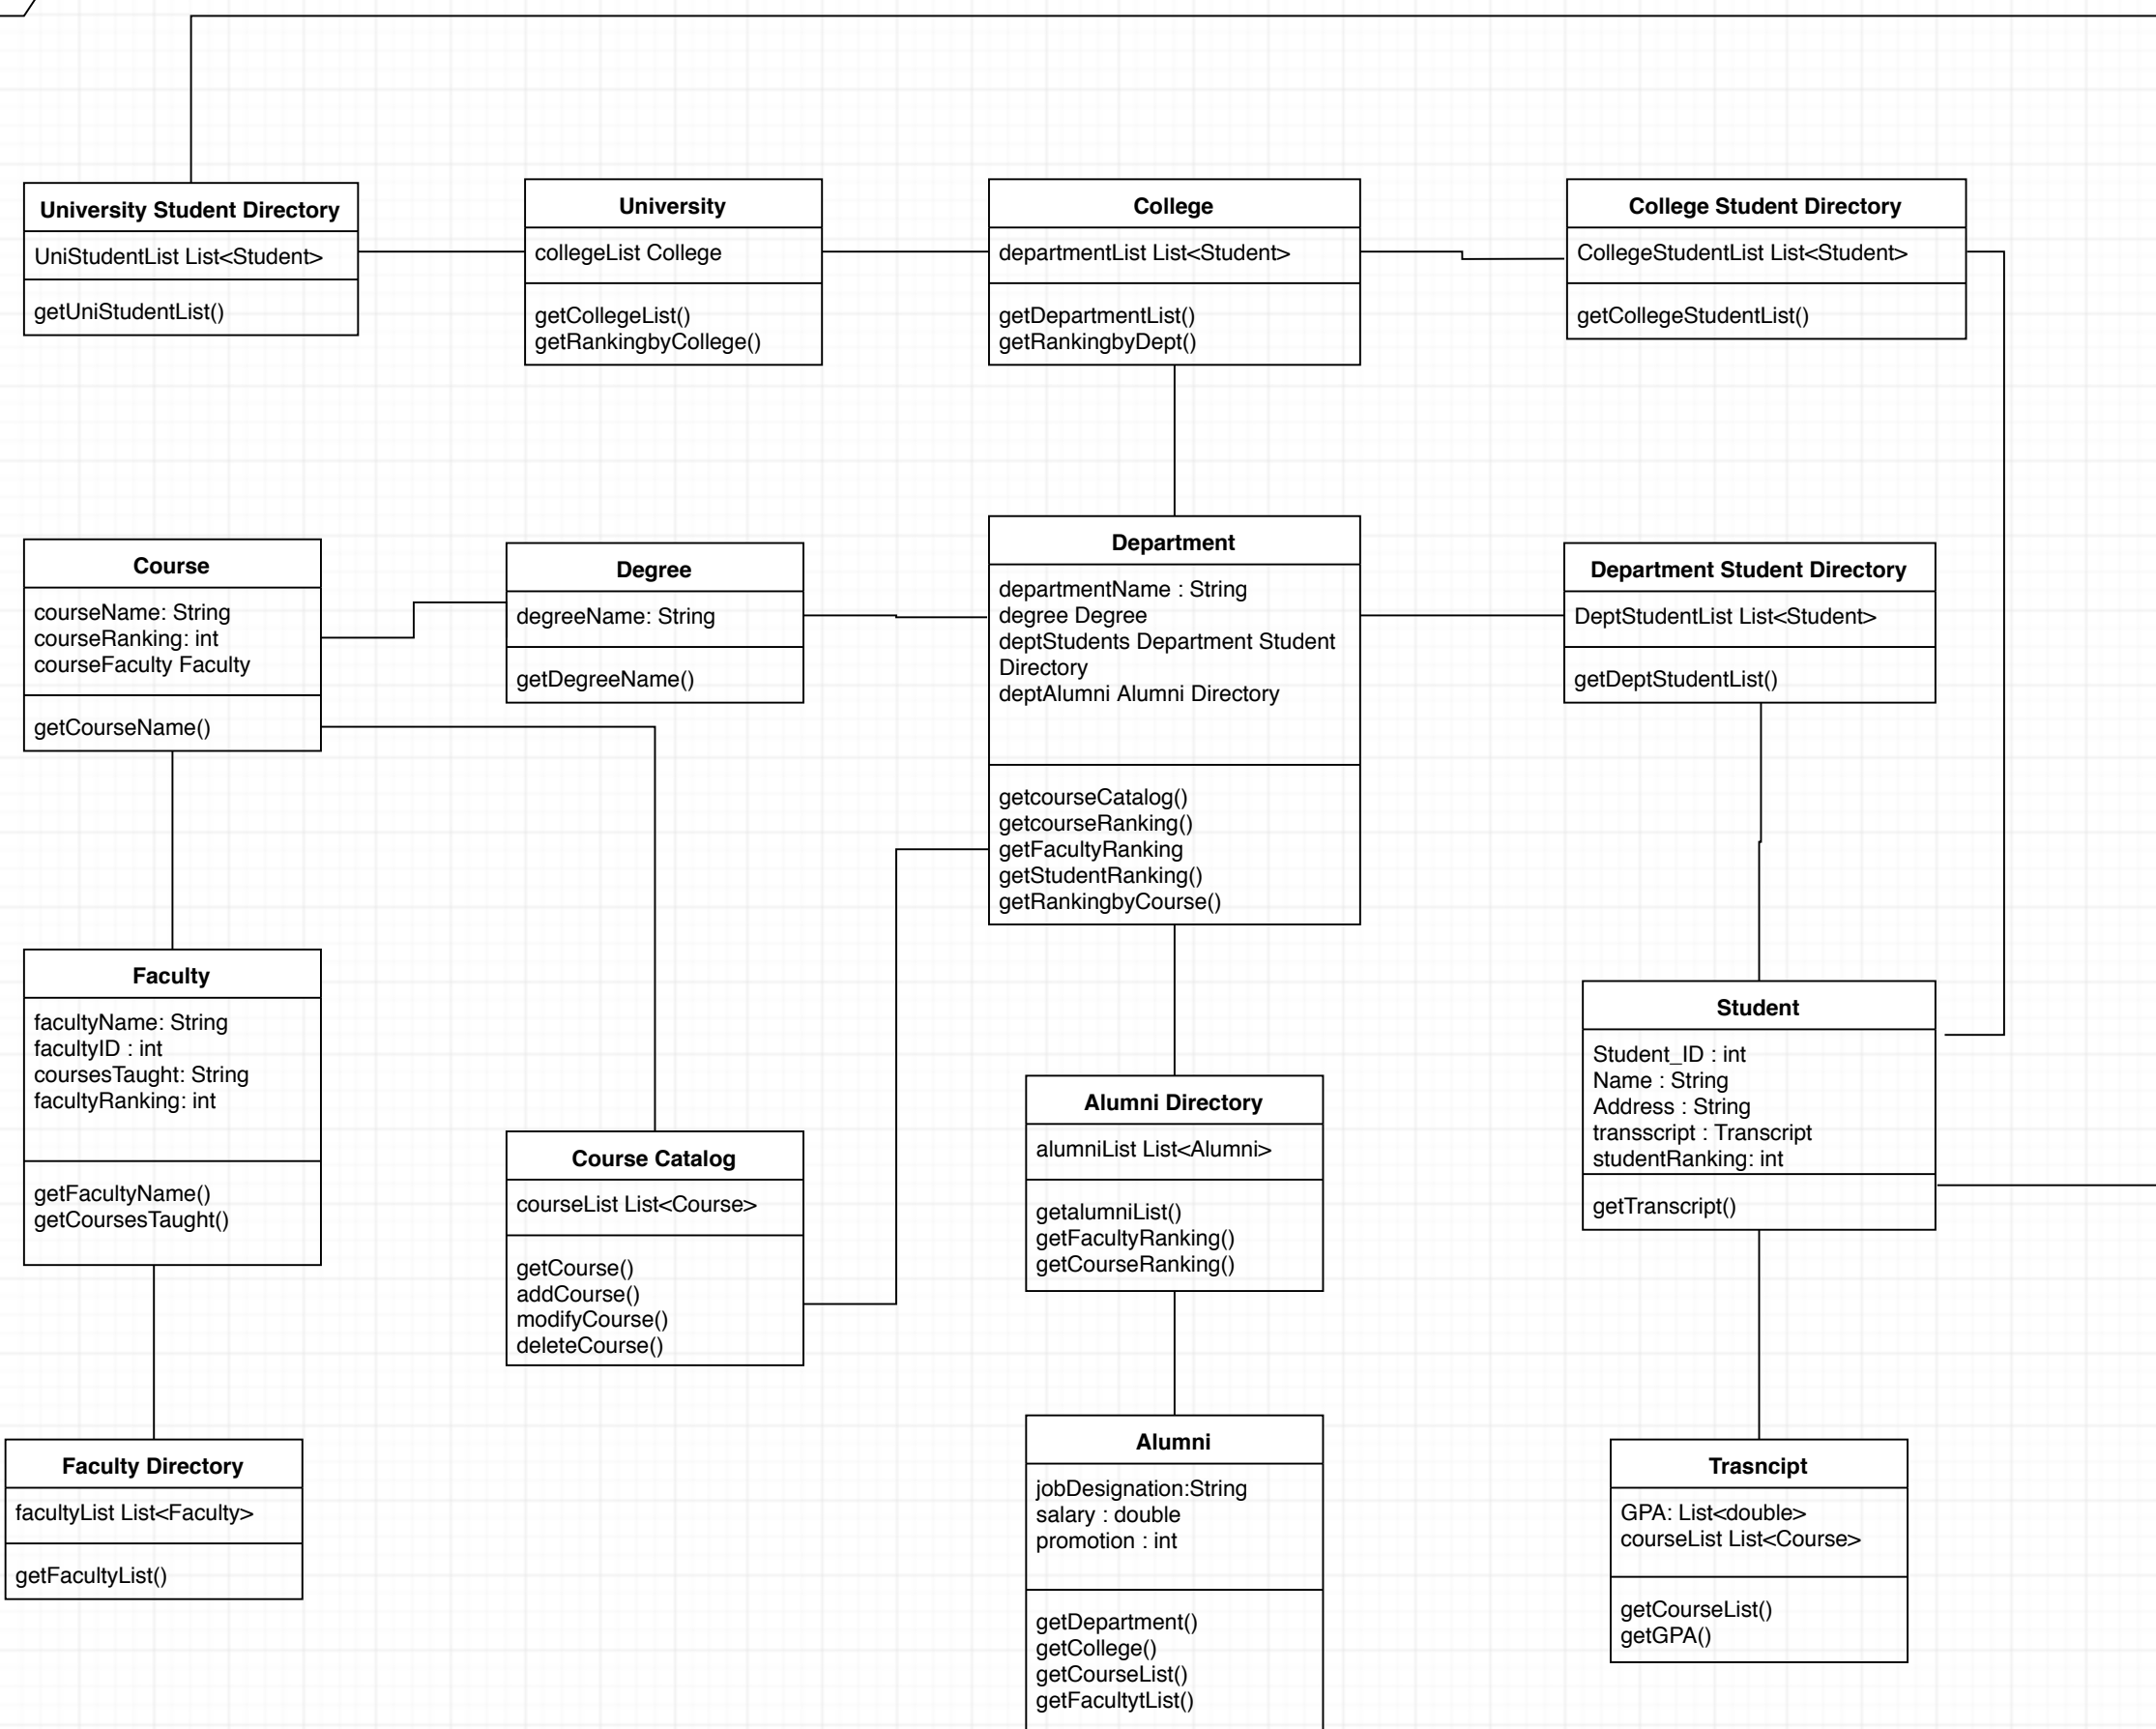 University Student Directory
UniStudentList List<Student>
getUniStudentList()
University
collegeList College
getCollegeList()
getRankingbyCollege()
College
departmentList List<Student>
getDepartmentList()
getRankingbyDept()
College Student Directory
CollegeStudentList List<Student>
getCollegeStudentList()
Course
courseName: String
courseRanking: int
courseFaculty Faculty
getCourseName()
Degree
degreeName: String
getDegreeName()
Department
departmentName : String
degree Degree
deptStudents Department Student
Directory
deptAlumni Alumni Directory
getcourseCatalog()
getcourseRanking()
getFacultyRanking
getStudentRanking()
getRankingbyCourse()
Department Student Directory
DeptStudentList List<Student>
getDeptStudentList()
Faculty
facultyName: String
facultyID : int
coursesTaught: String
facultyRanking: int
getFacultyName()
getCoursesTaught()
Course Catalog
courseList List<Course>
getCourse()
addCourse()
modifyCourse()
deleteCourse()
Alumni Directory
alumniList List<Alumni>
getalumniList()
getFacultyRanking()
getCourseRanking()
Student
Student_ID : int
Name : String
Address : String
transscript : Transcript
studentRanking: int
getTranscript()
Faculty Directory
facultyList List<Faculty>
getFacultyList()
Alumni
jobDesignation:String
salary : double
promotion : int
getDepartment()
getCollege()
getCourseList()
getFacultytList()
Trasncipt
GPA: List<double>
courseList List<Course>
getCourseList()
getGPA()